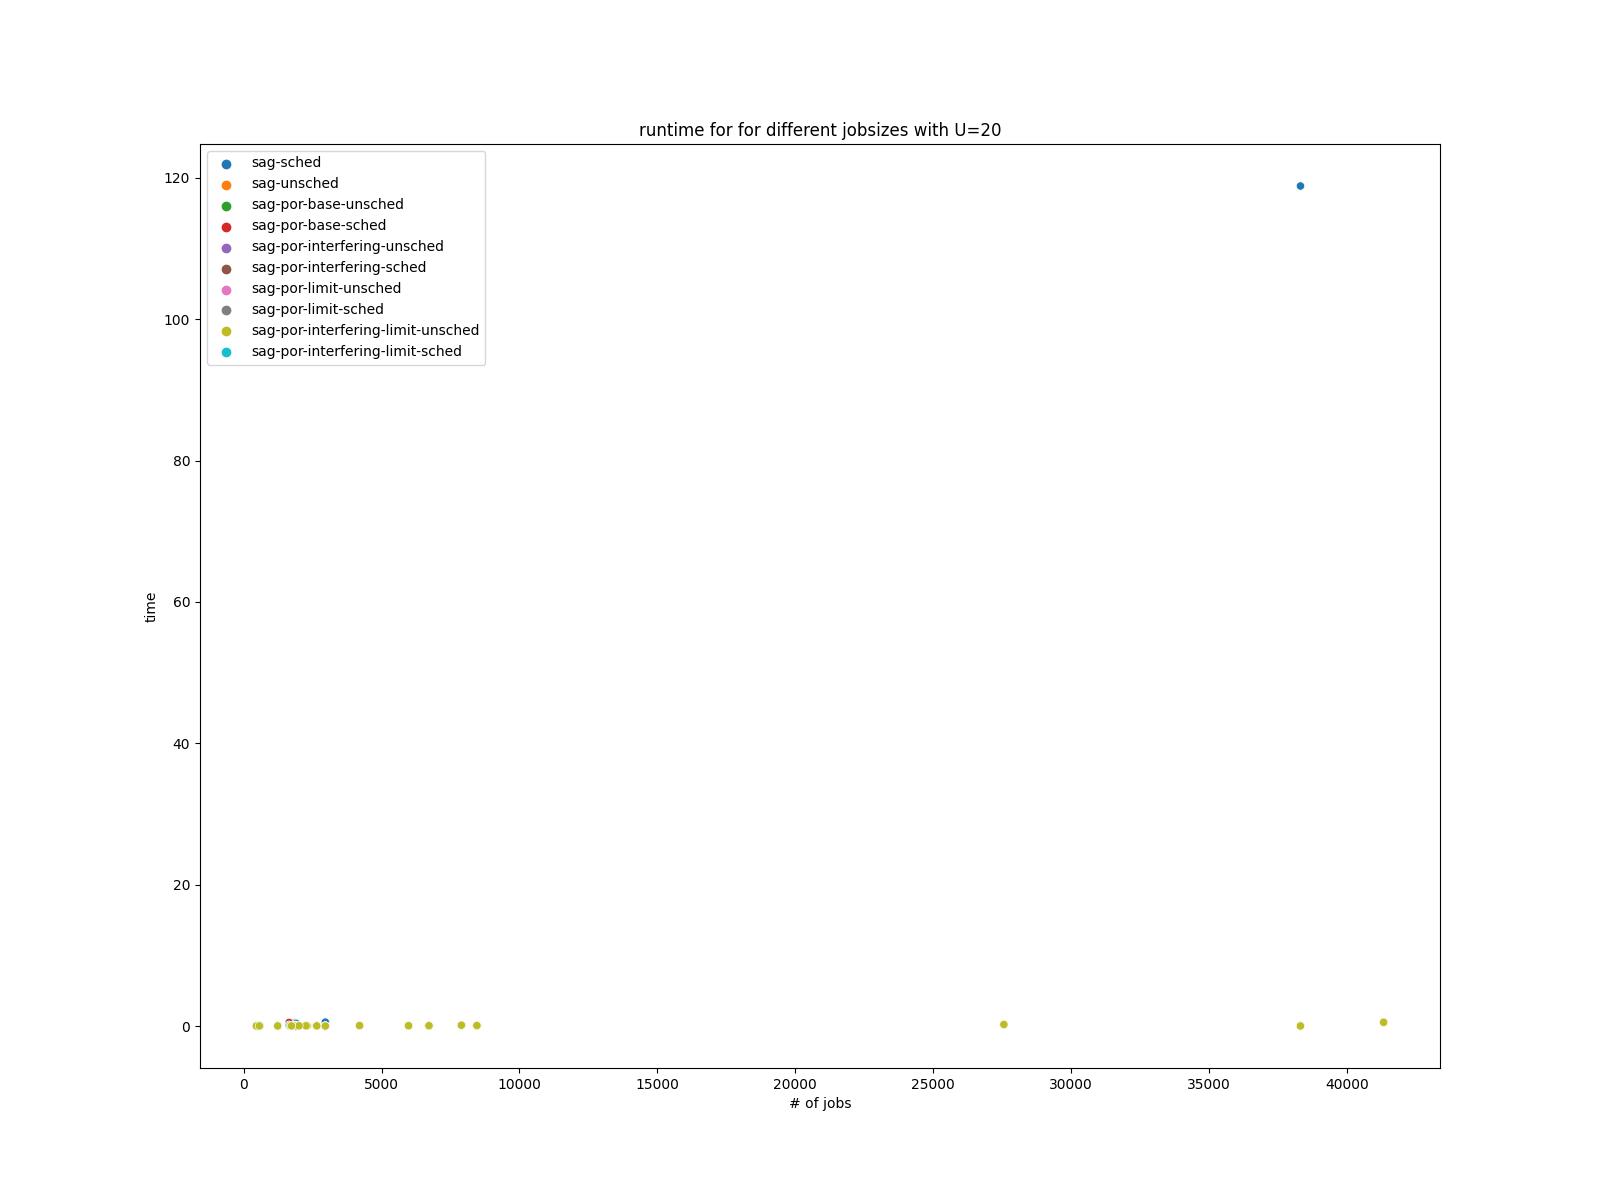 runtime for for different jobsizes with U=20
sag-sched
sag-unsched
sag-por-base-unsched
sag-por-base-sched
sag-por-interfering-unsched
sag-por-interfering-sched
sag-por-limit-unsched
sag-por-limit-sched
sag-por-interfering-limit-unsched
sag-por-interfering-limit-sched
120
100
80
60
40
20
0
time
0 5000 10000 15000 20000 25000 30000 35000 40000
# of jobs